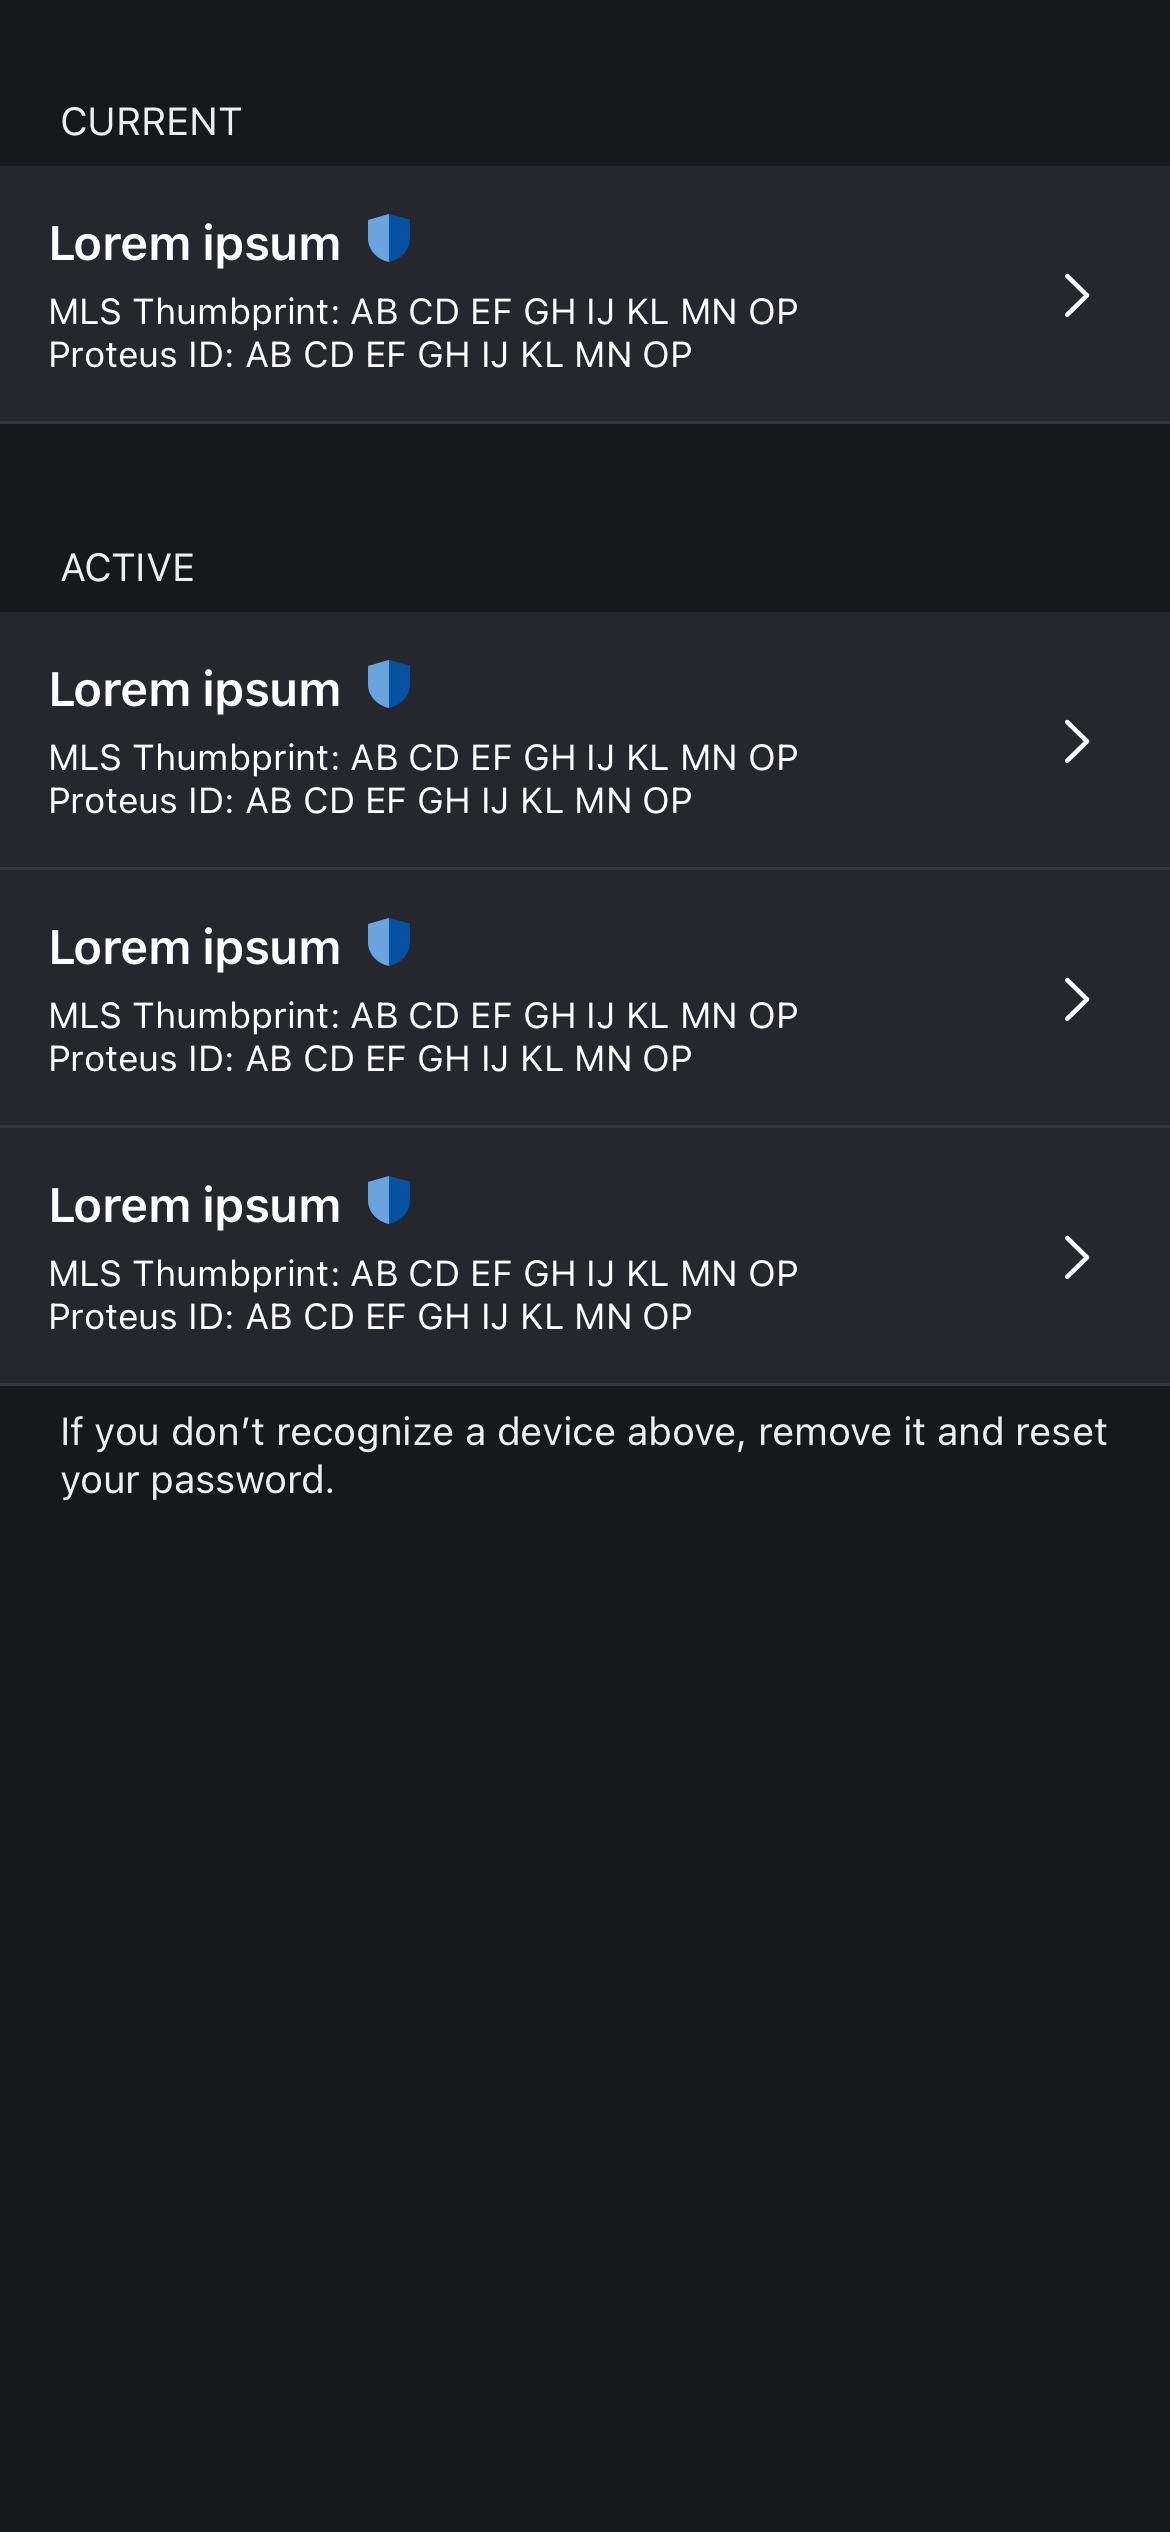 CURRENT
Lorem ipsum
MLS Thumbprint: AB CD EF GH IJ KL MN OP
Proteus ID: AB CD EF GH IJ KL MN OP
ACTIVE
Lorem ipsum
MLS Thumbprint: AB CD EF GH IJ KL MN OP
Proteus ID: AB CD EF GH IJ KL MN OP
Lorem ipsum
MLS Thumbprint: AB CD EF GH IJ KL MN OP
Proteus ID: AB CD EF GH IJ KL MN OP
Lorem ipsum
MLS Thumbprint: AB CD EF GH IJ KL MN OP
Proteus ID: AB CD EF GH IJ KL MN OP
If you don’t recognize a device above, remove it and reset
your password.